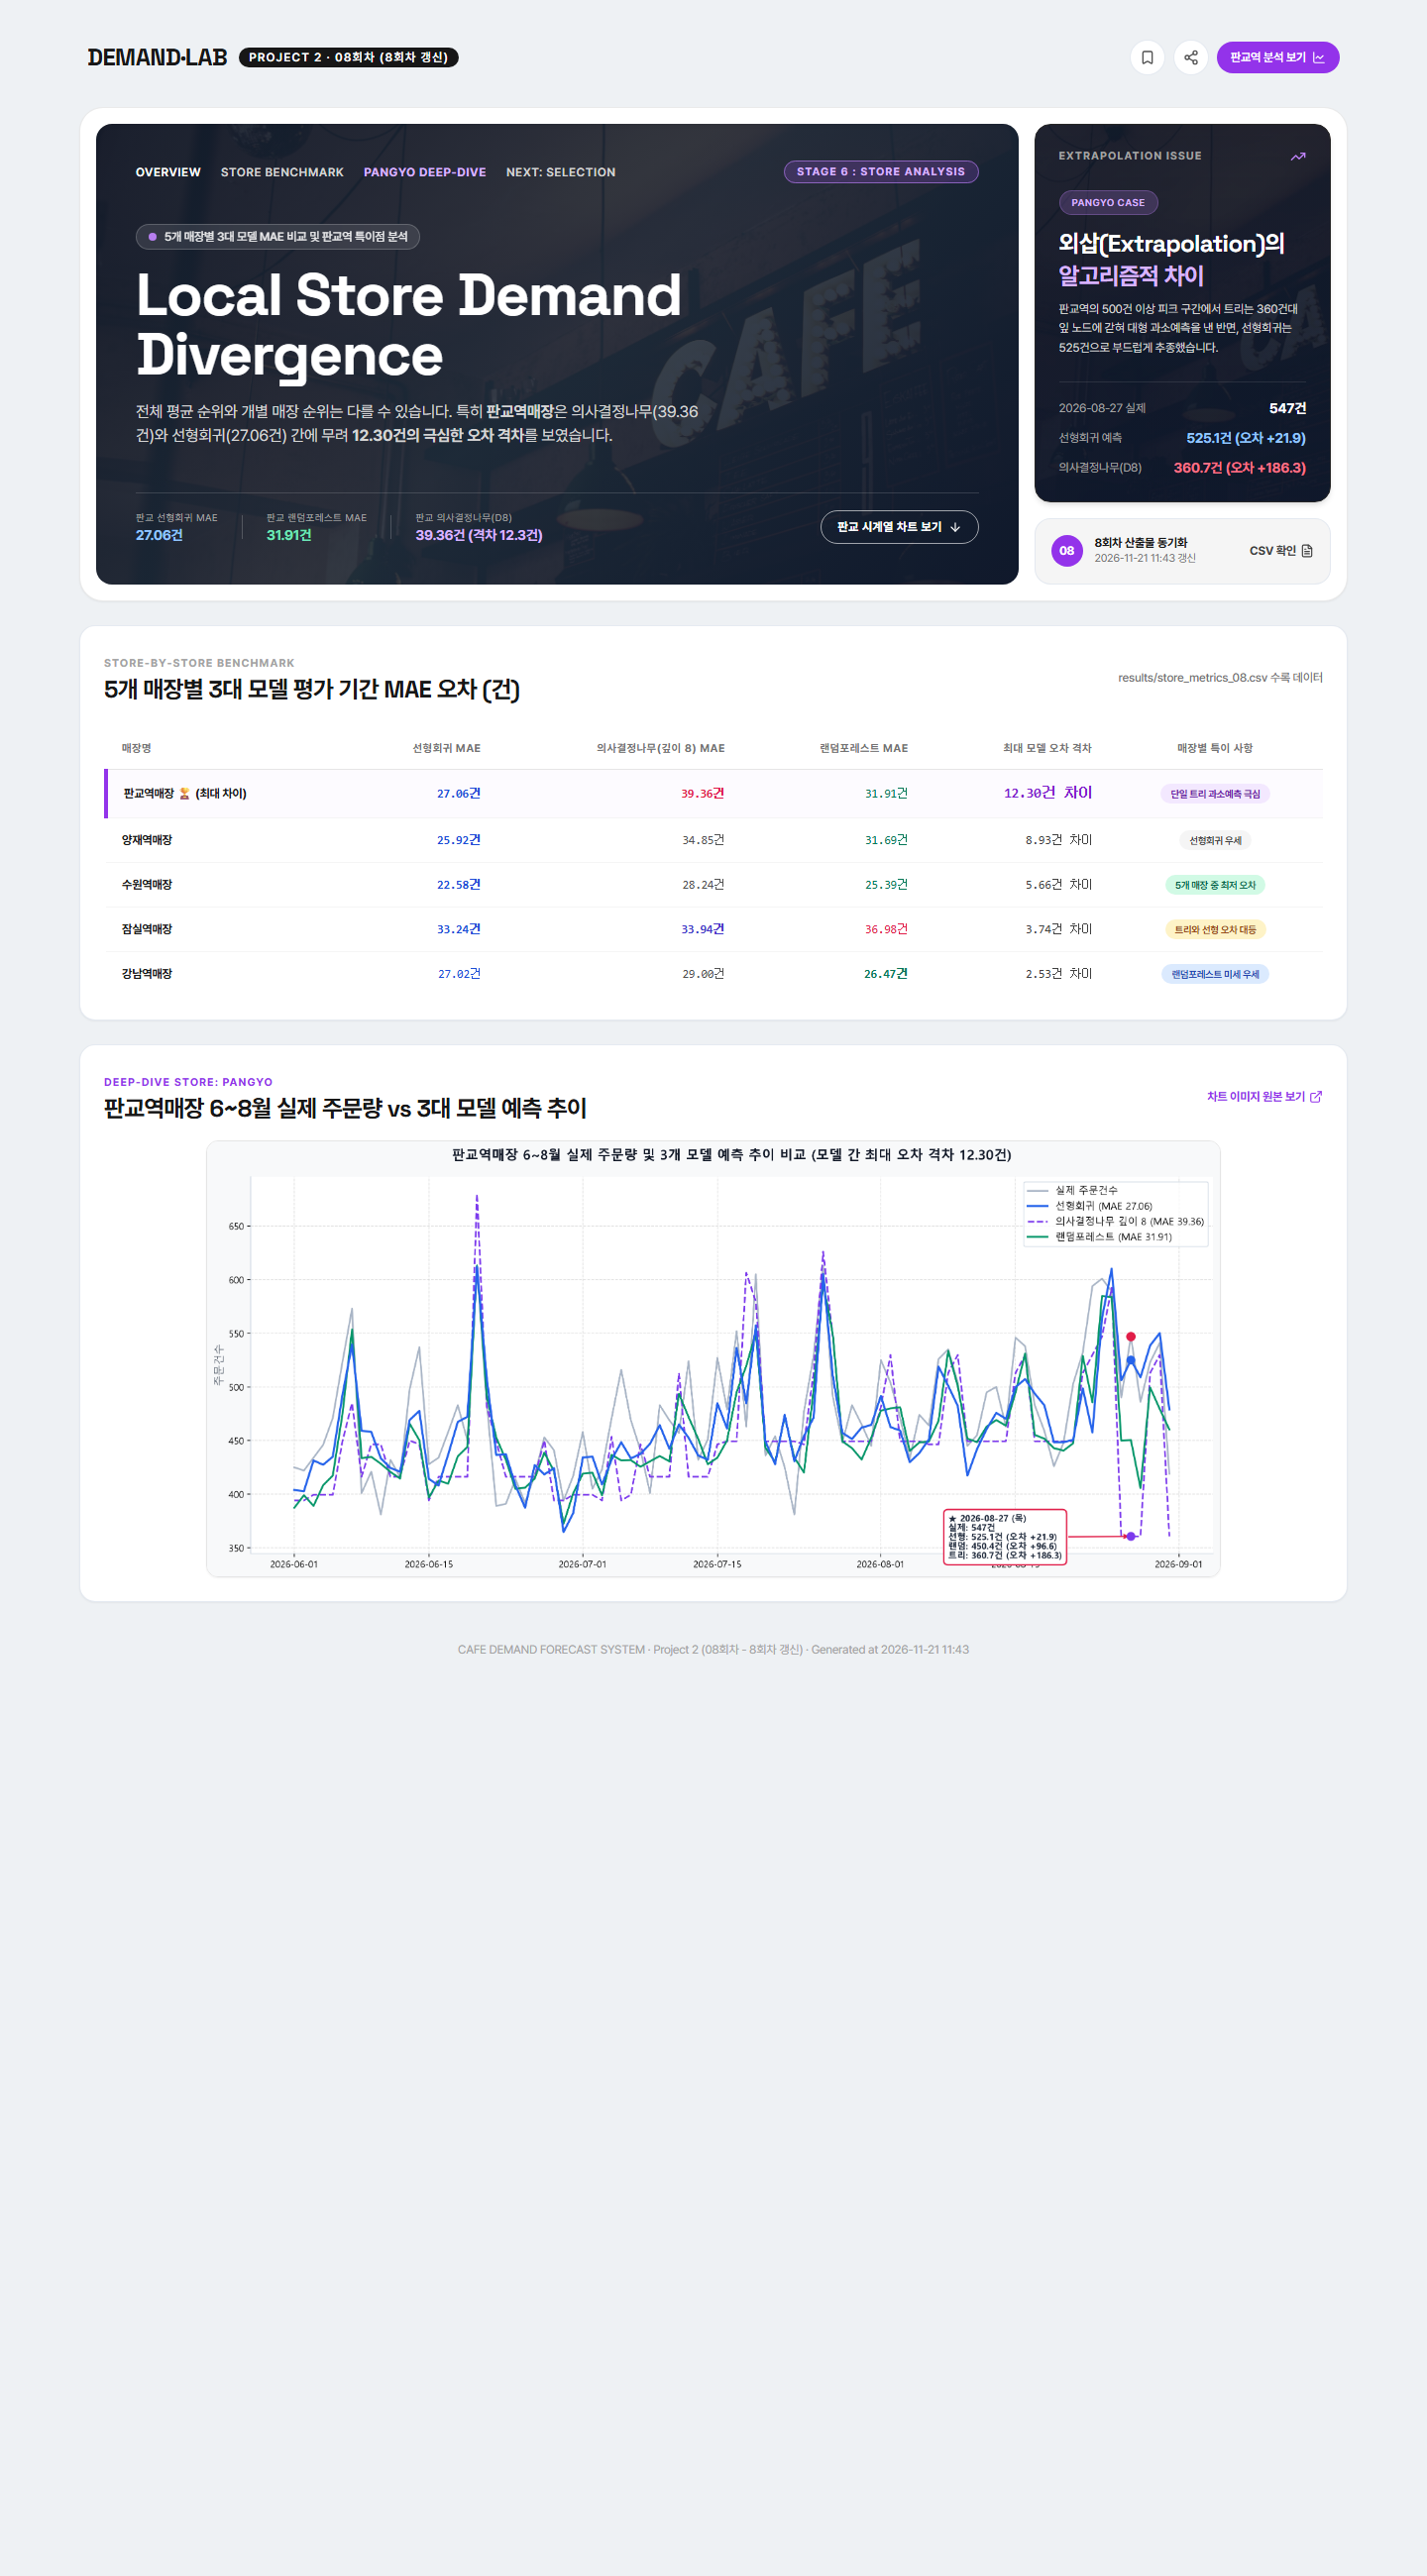 DEMAND·LAB
PROJECT 2 · 08회차 (8회차 갱신)
판교역 분석 보기
OVERVIEW STORE BENCHMARK PANGYO DEEP-DIVE NEXT: SELECTION
STAGE 6 : STORE ANALYSIS
5개 매장별 3대 모델 MAE 비교 및 판교역 특이점 분석
Local Store Demand
Divergence
전체 평균 순위와 개별 매장 순위는 다를 수 있습니다. 특히 판교역매장은 의사결정나무(39.36
건)와 선형회귀(27.06건) 간에 무려 12.30건의 극심한 오차 격차를 보였습니다.
판교 선형회귀 MAE
27.06건
판교 랜덤포레스트 MAE
31.91건
판교 의사결정나무(D8)
39.36건 (격차 12.3건)
판교 시계열 차트 보기
CAFE
EXTRAPOLATION ISSUE
PANGYO CASE
외삽(Extrapolation)의
알고리즘적 차이
판교역의 500건 이상 피크 구간에서 트리는 360건대
잎 노드에 갇혀 대형 과소예측을 낸 반면, 선형회귀는
525건으로 부드럽게 추종했습니다.
2026-08-27 실제 547건
선형회귀 예측 525.1건 (오차 +21.9)
의사결정나무(D8) 360.7건 (오차 +186.3)
08
8회차 산출물 동기화
2026-11-21 11:43 갱신
CSV 확인
STORE-BY-STORE BENCHMARK
5개 매장별 3대 모델 평가 기간 MAE 오차 (건)
results/store_metrics_08.csv 수록 데이터
매장명 선형회귀 MAE 의사결정나무(깊이 8) MAE 랜덤포레스트 MAE 최대 모델 오차 격차 매장별 특이 사항
판교역매장 (최대 차이) 27.06건 39.36건 31.91건 12.30건 차이 단일 트리 과소예측 극심
양재역매장 25.92건 34.85건 31.69건 8.93건 차이 선형회귀 우세
수원역매장 22.58건 28.24건 25.39건 5.66건 차이 5개 매장 중 최저 오차
잠실역매장 33.24건 33.94건 36.98건 3.74건 차이 트리와 선형 오차 대등
강남역매장 27.02건 29.00건 26.47건 2.53건 차이 랜덤포레스트 미세 우세
DEEP-DIVE STORE: PANGYO
판교역매장 6~8월 실제 주문량 vs 3대 모델 예측 추이
차트 이미지 원본 보기
판교역매장 6~8월 실제 주문량 및 3개 모델 예측 추이 비교 (모델 간 최대 오차 격차 12.30건)
실제 주문건수
선형회귀 (MAE 27.06)
의사결정나무 깊이 8 (MAE 39.36)
랜덤포레스트 (MAE 31.91)
주문건수
650
600
550
500
450
400
350
★ 2026-08-27 (목)
실제: 547건
선형: 525.1건 (오차 +21.9)
랜덤: 450.4건 (오차 +96.6)
트리: 360.7건 (오차 +186.3)
2026-06-01 2026-06-15 2026-07-01 2026-07-15 2026-08-01 2026-09-01
CAFE DEMAND FORECAST SYSTEM · Project 2 (08회차 - 8회차 갱신) · Generated at 2026-11-21 11:43